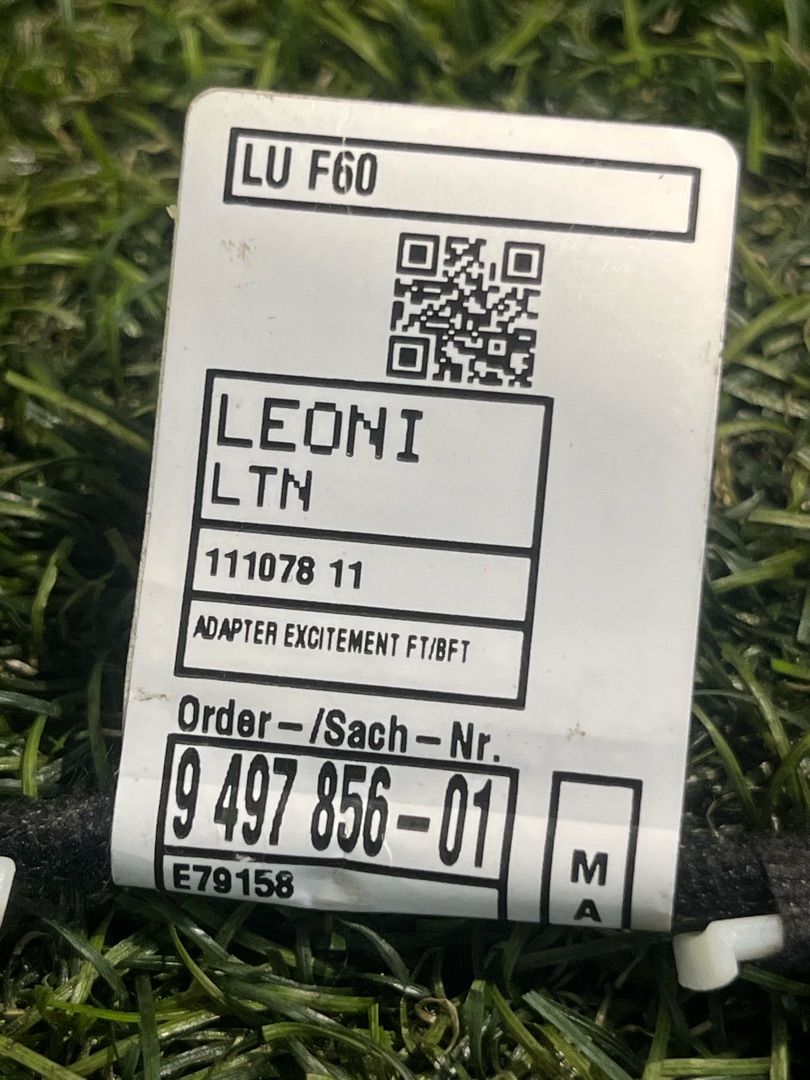 LU F60
LEONI
LTN
111078 11
ADAPTER EXCITEMENT FT/BFT
Order-/Sach-Nr.
9 497 856-01
E79158
M
A